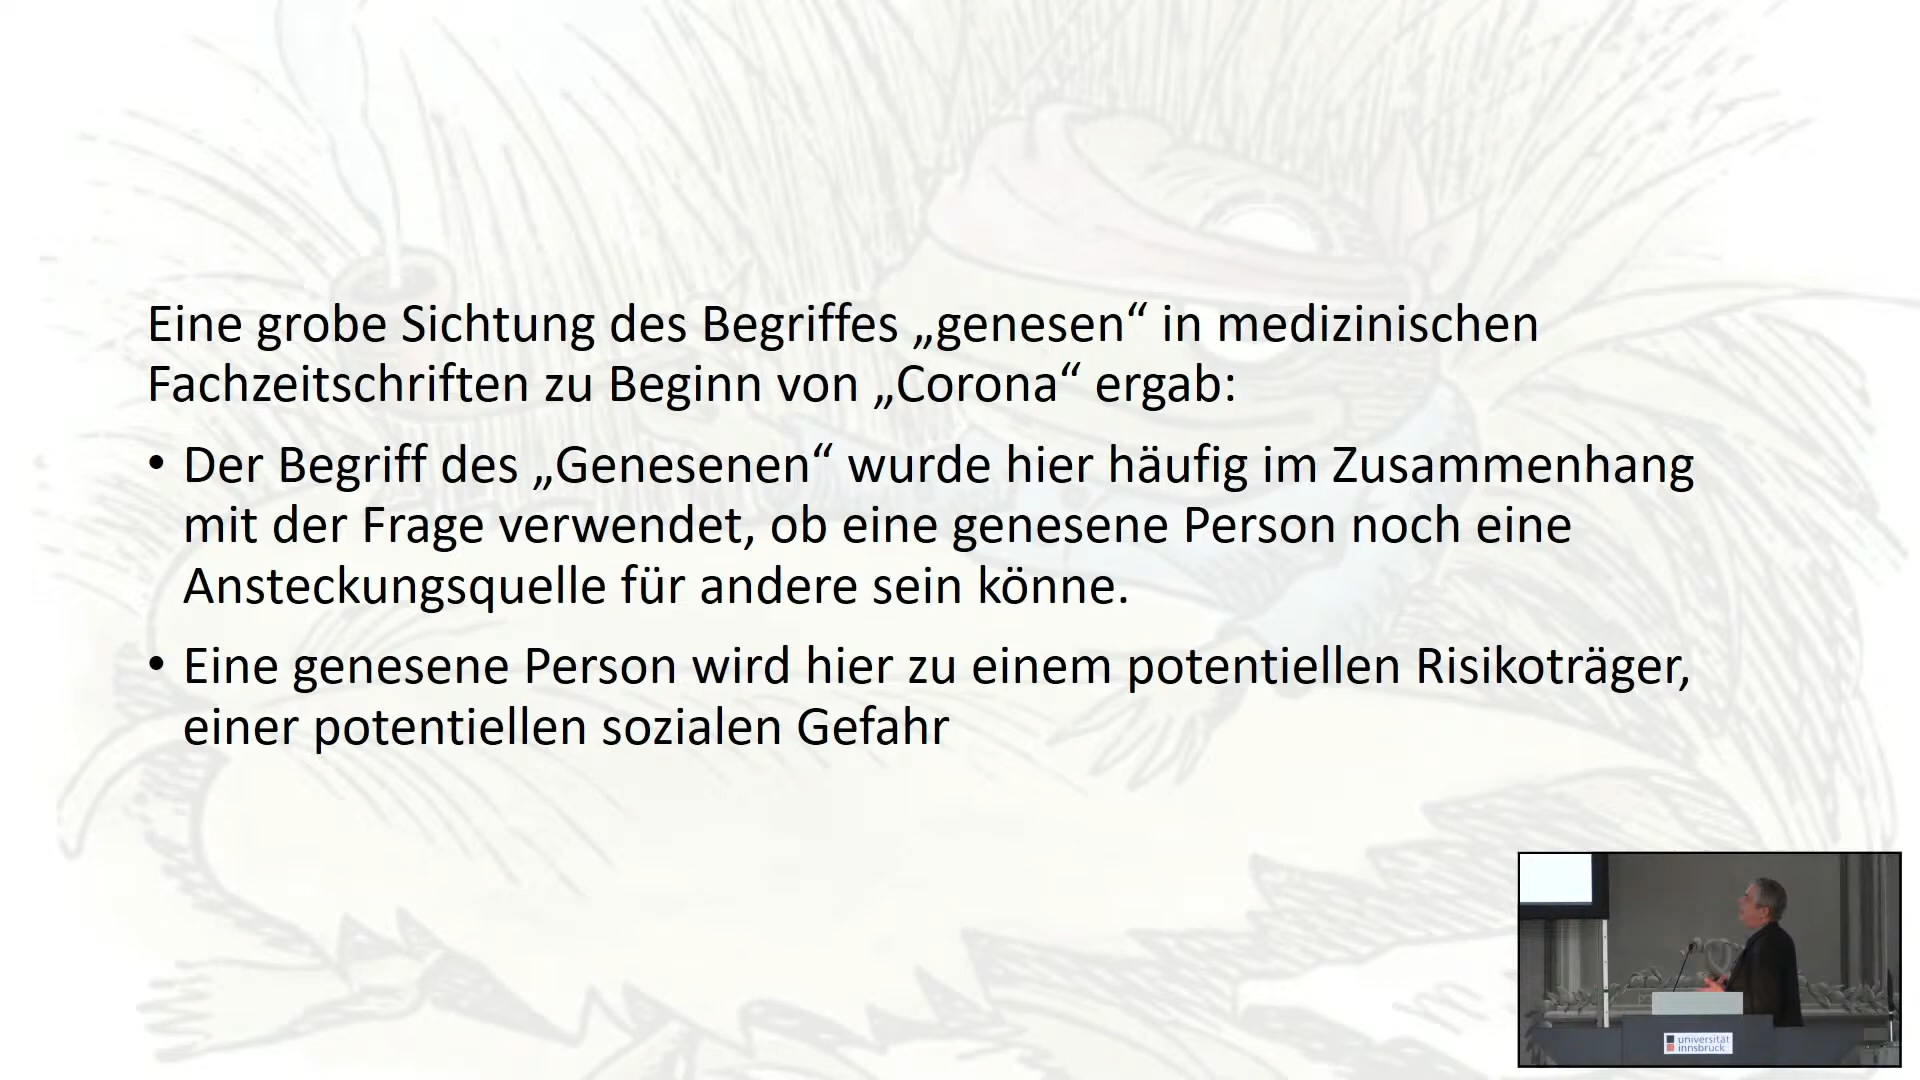 Eine grobe Sichtung des Begriffes „genesen“ in medizinischen
Fachzeitschriften zu Beginn von „Corona“ ergab:
• Der Begriff des „Genesenen“ wurde hier häufig im Zusammenhang
mit der Frage verwendet, ob eine genesene Person noch eine
Ansteckungsquelle für andere sein könne.
• Eine genesene Person wird hier zu einem potentiellen Risikoträger,
einer potentiellen sozialen Gefahr
universität
innsbruck